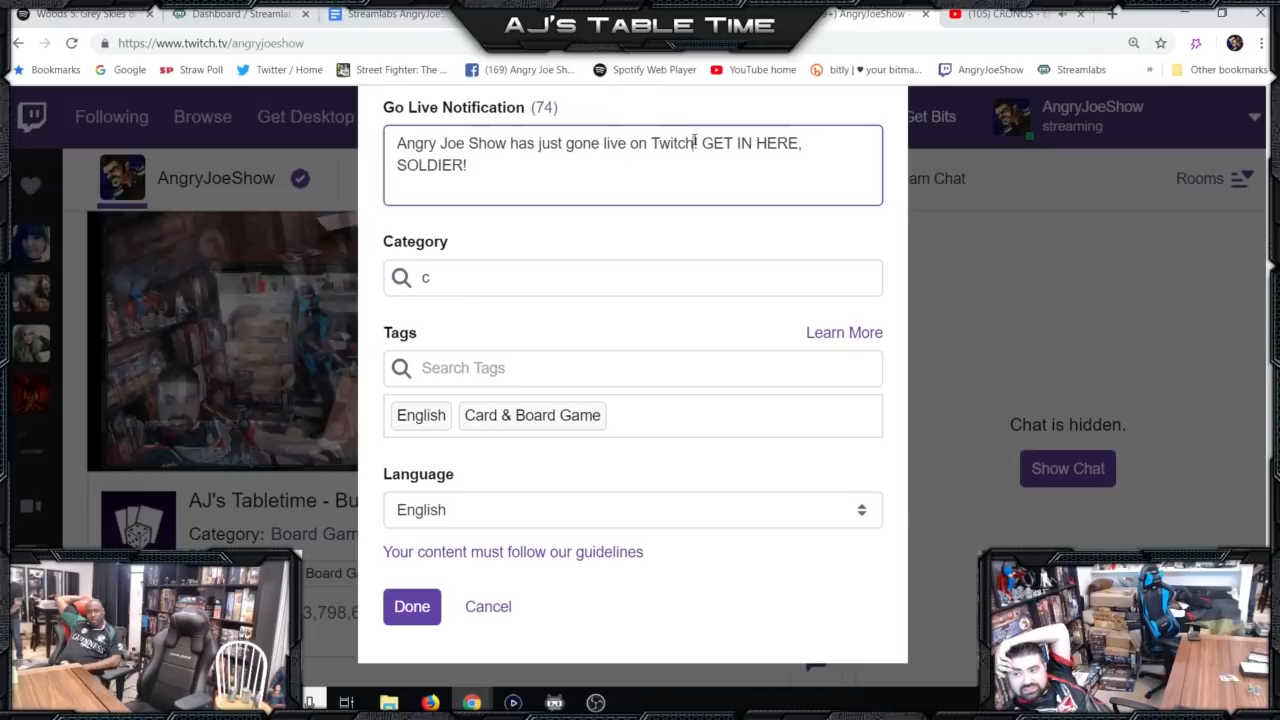 AJ's Table Time
Woods 5: Grey Skies
Dashboard / Streamlab
Streamlabs AngryJoe
AngryJoeShow
(105) CRONOS -
https://www.twitch.tv/angryjoeshow
Bookmarks
Google
Straw Poll
Twitter / Home
Street Fighter: The ...
(169) Angry Joe Sh...
Spotify Web Player
YouTube home
bitly | ♥ your bitma...
AngryJoeShow
Streamlabs
»
Other bookmarks
Following
Browse
Get Desktop
et Bits
AngryJoeShow
streaming
AngryJoeShow
am Chat
Rooms
Go Live Notification (74)
Angry Joe Show has just gone live on Twitch! GET IN HERE,
SOLDIER!
Category
c
Tags
Learn More
Search Tags
English
Card & Board Game
Language
English
Your content must follow our guidelines
Done
Cancel
Chat is hidden.
Show Chat
AJ's Tabletime - Bu
Category: Board Gam
Board G
3,798,6
GUINNESS